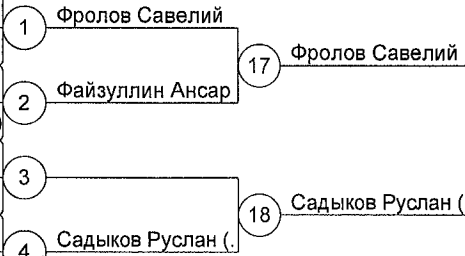 1 Фролов Савелий
17 Фролов Савелий
2 Файзуллин Ансар
3
18 Садыков Руслан (
4 Садыков Руслан (.